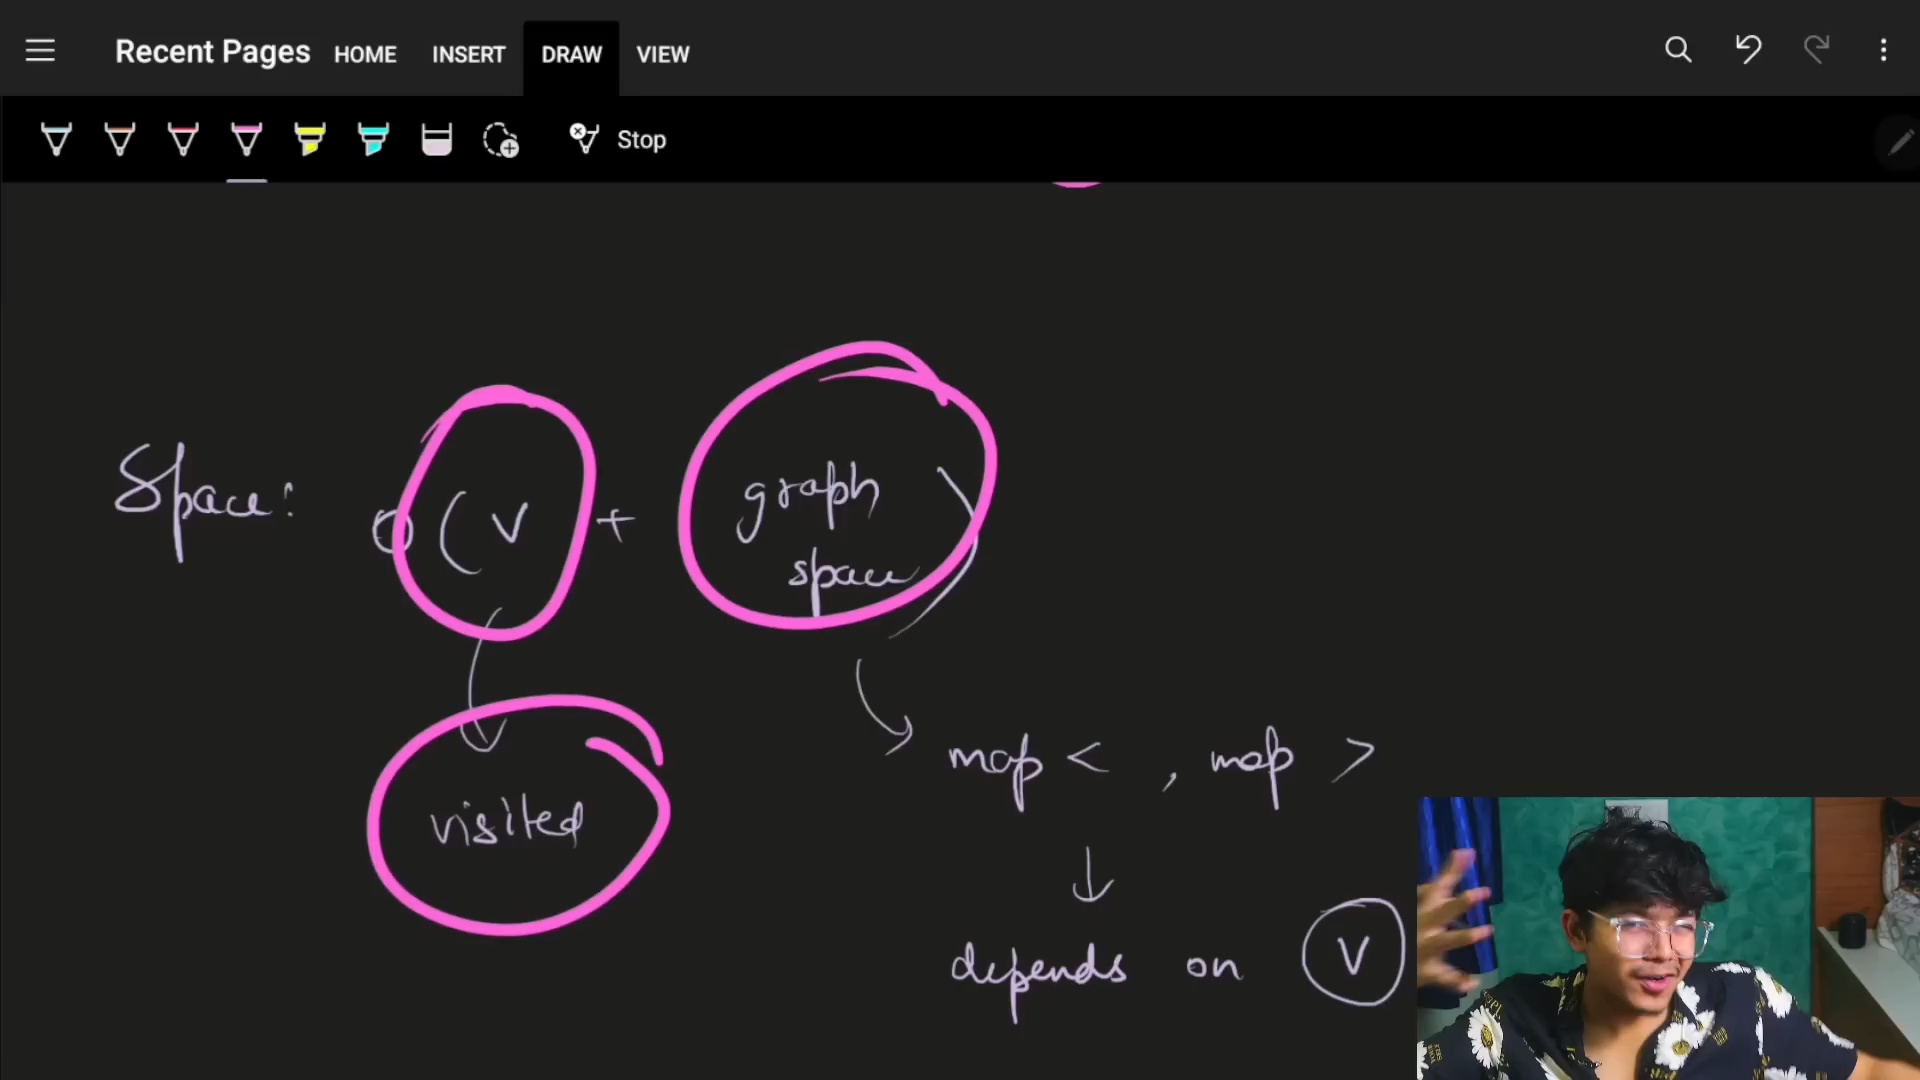 Recent Pages HOME INSERT DRAW VIEW
Stop
Space: O(V + graph space)
visited
map < , map >
depends on V